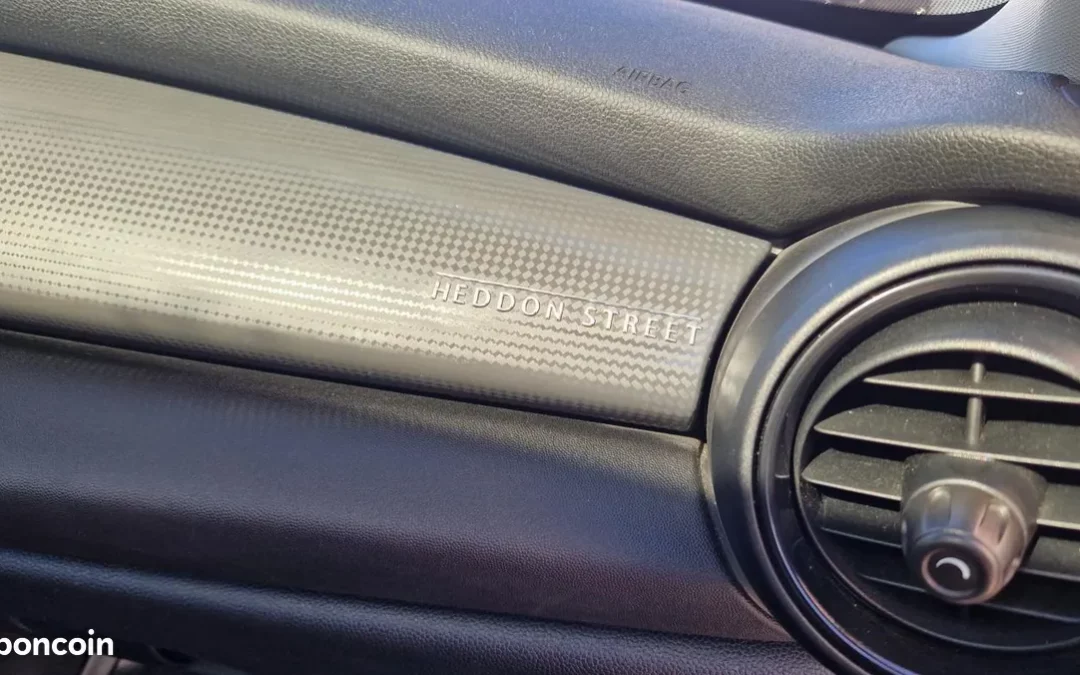 AIRBAG
HEDDON STREET
boncoin